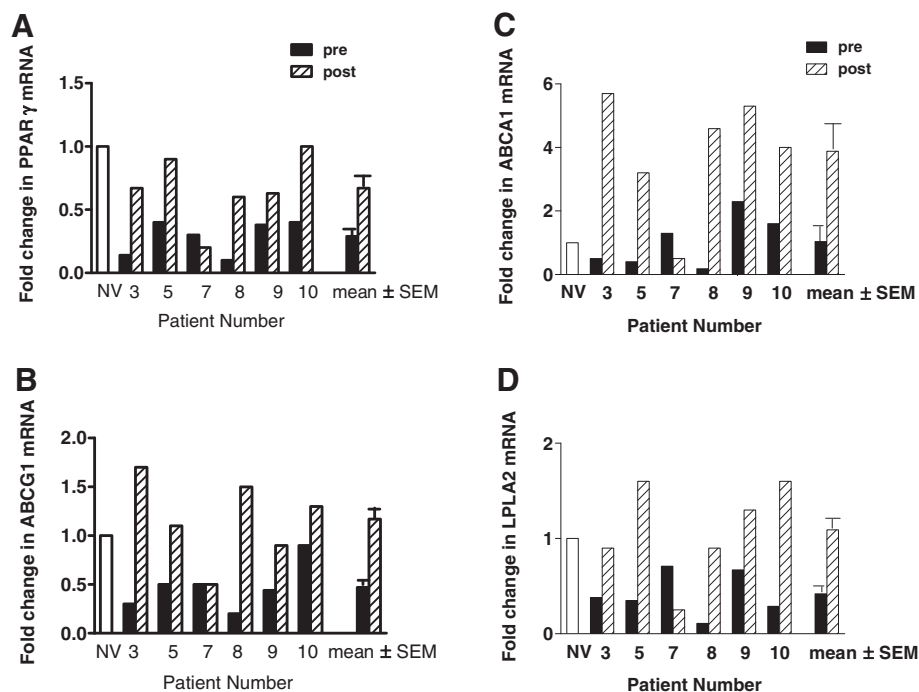 A
pre
post
Fold change in PPAR γ mRNA
1.5
1.0
0.5
0.0
NV 3 5 7 8 9 10 mean ± SEM
Patient Number
B
Fold change in ABCG1 mRNA
2.0
1.5
1.0
0.5
0.0
NV 3 5 7 8 9 10 mean ± SEM
Patient Number
C
pre
post
Fold change in ABCA1 mRNA
6
4
2
0
NV 3 5 7 8 9 10 mean ± SEM
Patient Number
D
Fold change in LPLA2 mRNA
2
1
0
NV 3 5 7 8 9 10 mean ± SEM
Patient Number